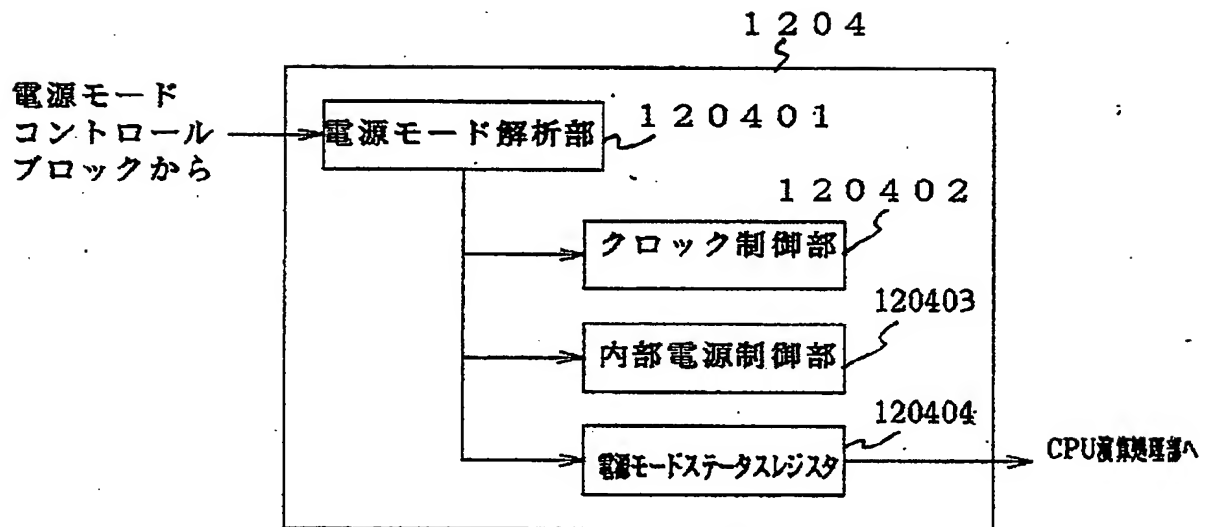 1204
電源モード
コントロール
ブロックから
電源モード解析部
120401
120402
クロック制御部
120403
内部電源制御部
120404
電源モードステータスレジスタ
CPU演算処理部へ